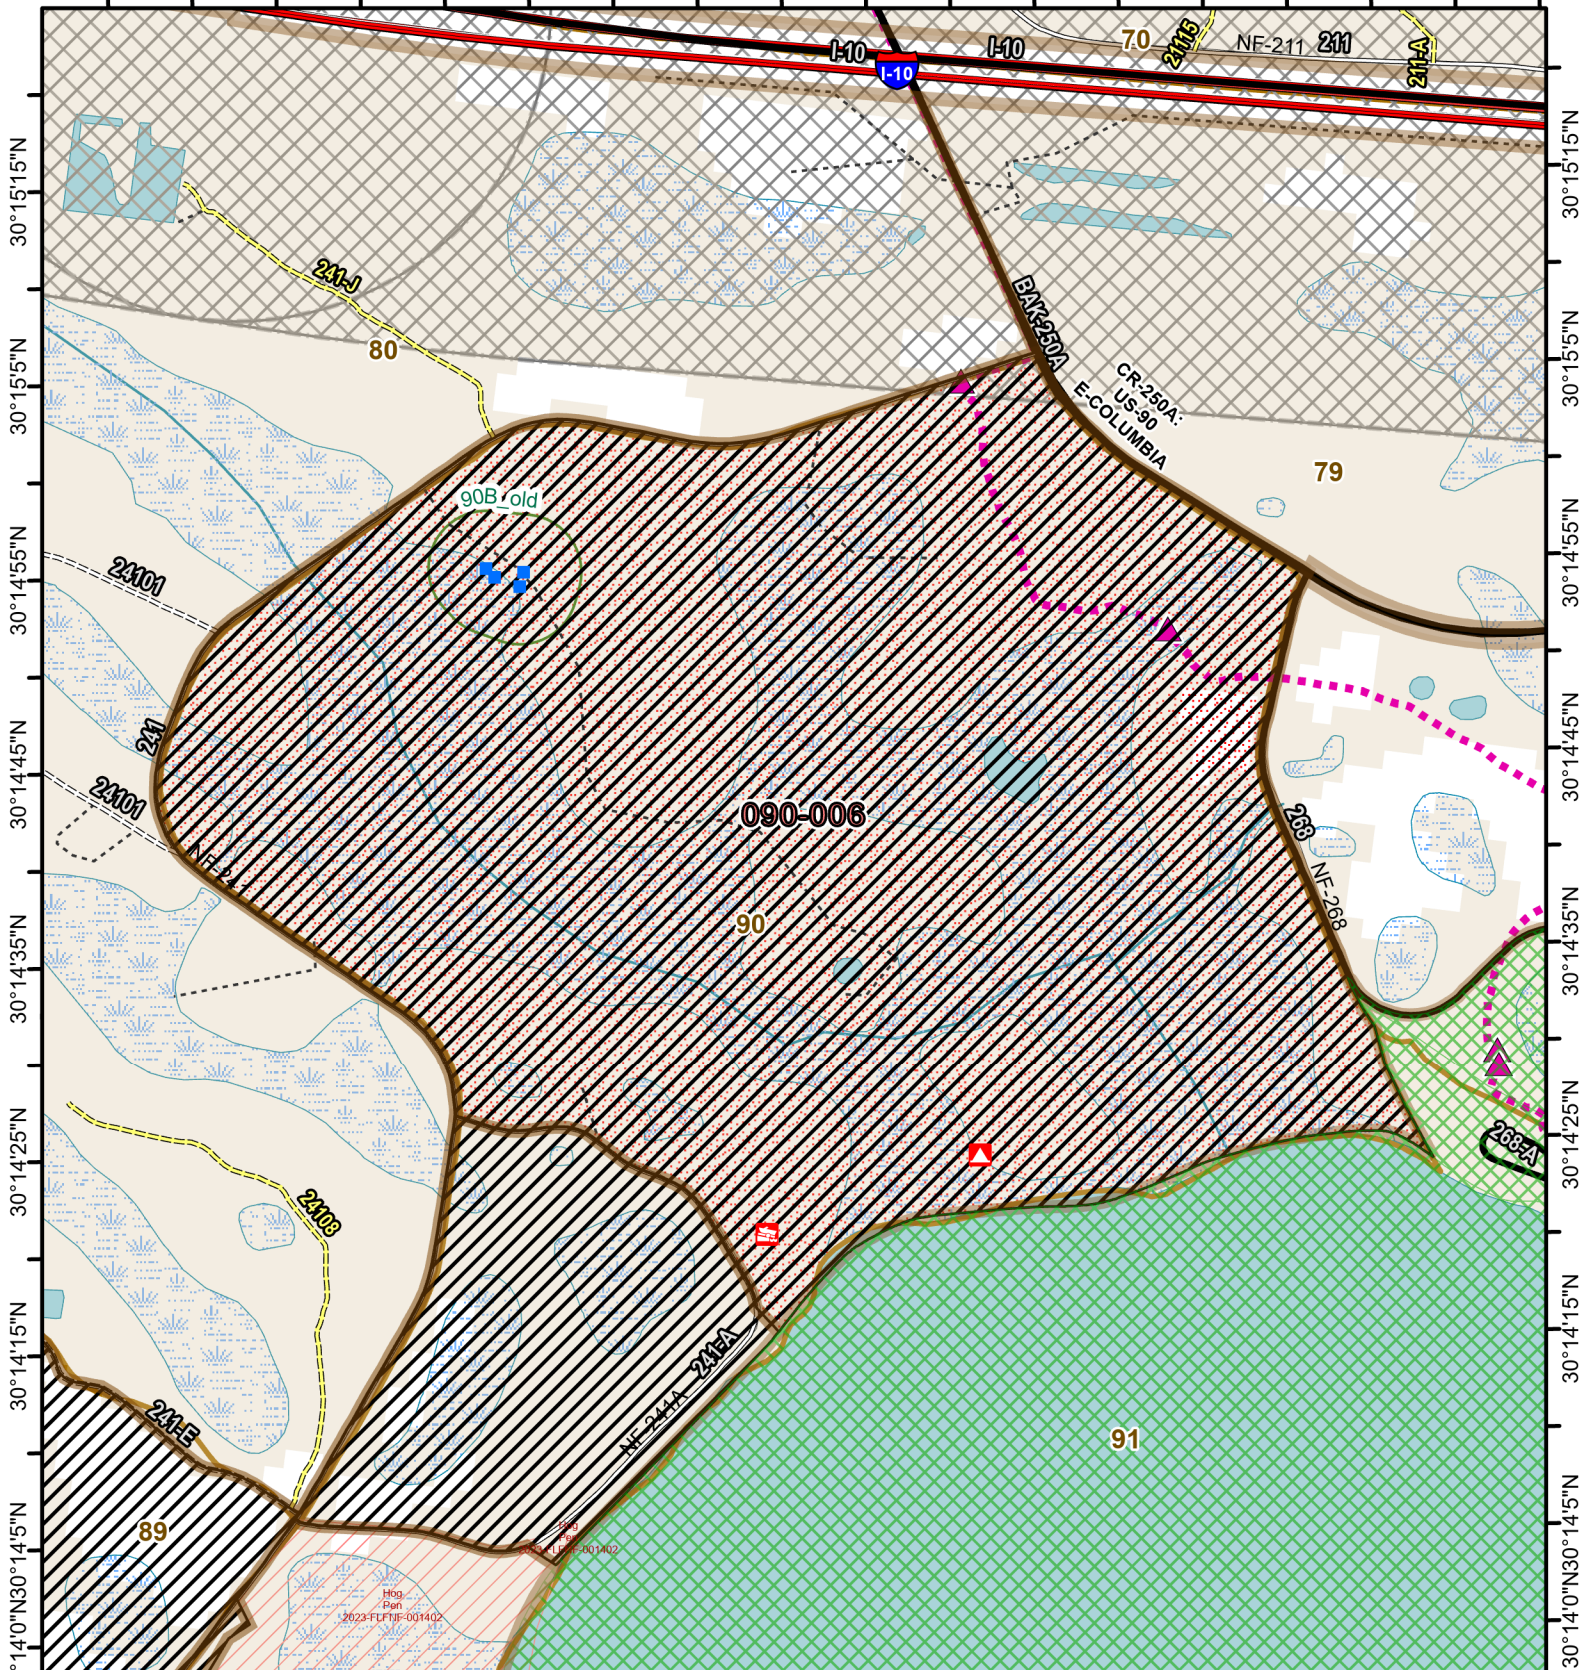 70
21115
NF-211
211
211-A
I-10
I-10
I-10
241-J
80
BAK-250A
CR-250A:
US-90
E-COLUMBIA
79
90B_old
24101
241
24101
090-006
268
NF-268
90
268-A
24108
241-A
NF-241A
241-E
91
89
Hog
Pen
2023-FLFNF-001402
Hog
Pen
2023-FLFNF-001402
30°15'15"N
30°15'5"N
30°14'55"N
30°14'45"N
30°14'35"N
30°14'25"N
30°14'15"N
30°14'5"N
30°14'0"N
30°15'15"N
30°15'5"N
30°14'55"N
30°14'45"N
30°14'35"N
30°14'25"N
30°14'15"N
30°14'5"N
30°14'0"N